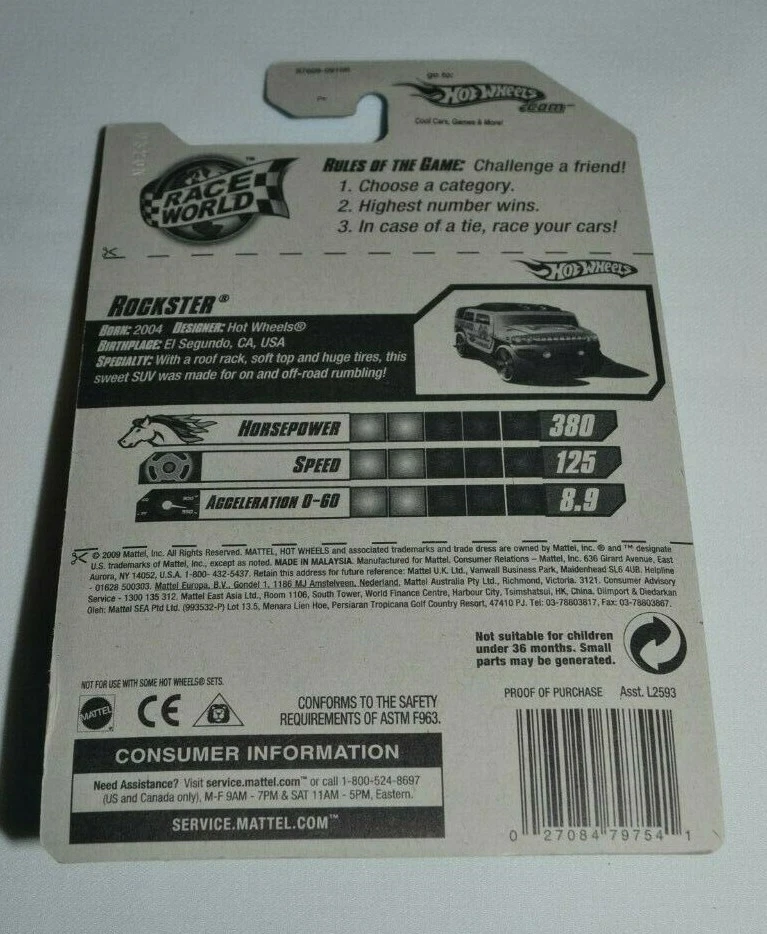 go to:
HOT WHEELS
.com™
Cool Cars, Games & More!
RACE
WORLD™
RULES OF THE GAME: Challenge a friend!
1. Choose a category.
2. Highest number wins.
3. In case of a tie, race your cars!
HOT WHEELS
ROCKSTER®
BORN: 2004 DESIGNER: Hot Wheels®
BIRTHPLACE: El Segundo, CA, USA
SPECIALTY: With a roof rack, soft top and huge tires, this
sweet SUV was made for on and off-road rumbling!
HORSEPOWER 380
SPEED 125
ACCELERATION 0-60 8.9
© 2009 Mattel, Inc. All Rights Reserved. MATTEL, HOT WHEELS and associated trademarks and trade dress are owned by Mattel, Inc. ® and ™ designate
U.S. trademarks of Mattel, Inc., except as noted. MADE IN MALAYSIA. Manufactured for Mattel. Consumer Relations – Mattel, Inc. 636 Girard Avenue, East
Aurora, NY 14052, U.S.A. 1-800- 432-5437. Retain this address for future reference: Mattel U.K. Ltd., Vanwall Business Park, Maidenhead SL6 4UB. Helpline
- 01628 500303. Mattel Europa, B.V., Gondel 1, 1186 MJ Amstelveen, Nederland. Mattel Australia Pty Ltd., Richmond, Victoria. 3121. Consumer Advisory
Service - 1300 135 312. Mattel East Asia Ltd., Room 1106, South Tower, World Finance Centre, Harbour City, Tsimshatsui, HK, China. Diimport & Diedarkan
Oleh: Mattel SEA Ptd Ltd. (993532-P) Lot 13.5, Menara Lien Hoe, Persiaran Tropicana Golf Country Resort, 47410 PJ. Tel: 03-78803817, Fax: 03-78803867.
Not suitable for children
under 36 months. Small
parts may be generated.
NOT FOR USE WITH SOME HOT WHEELS® SETS.
MATTEL
CE
CONFORMS TO THE SAFETY
REQUIREMENTS OF ASTM F963.
PROOF OF PURCHASE Asst. L2593
CONSUMER INFORMATION
Need Assistance? Visit service.mattel.com™ or call 1-800-524-8697
(US and Canada only), M-F 9AM - 7PM & SAT 11AM - 5PM, Eastern.
SERVICE.MATTEL.COM™
0 27084 79754 1